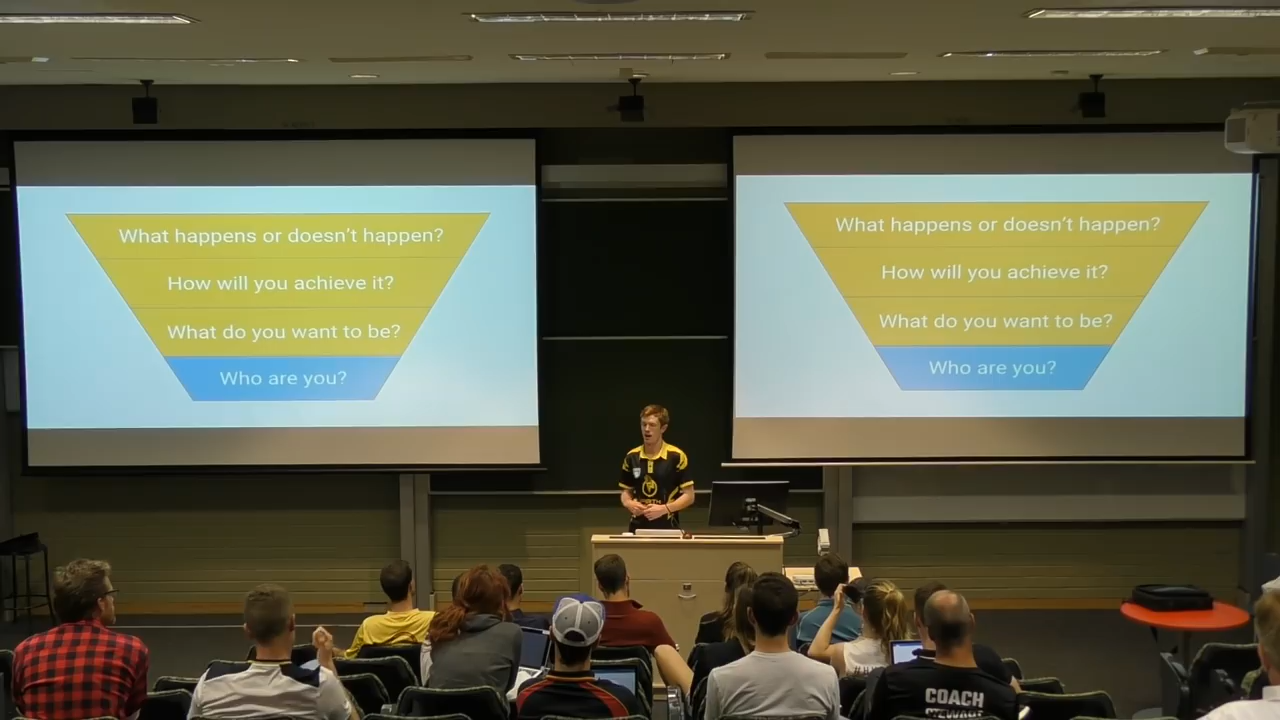 What happens or doesn't happen?
How will you achieve it?
What do you want to be?
Who are you?
What happens or doesn't happen?
How will you achieve it?
What do you want to be?
Who are you?
COACH
STEWARD